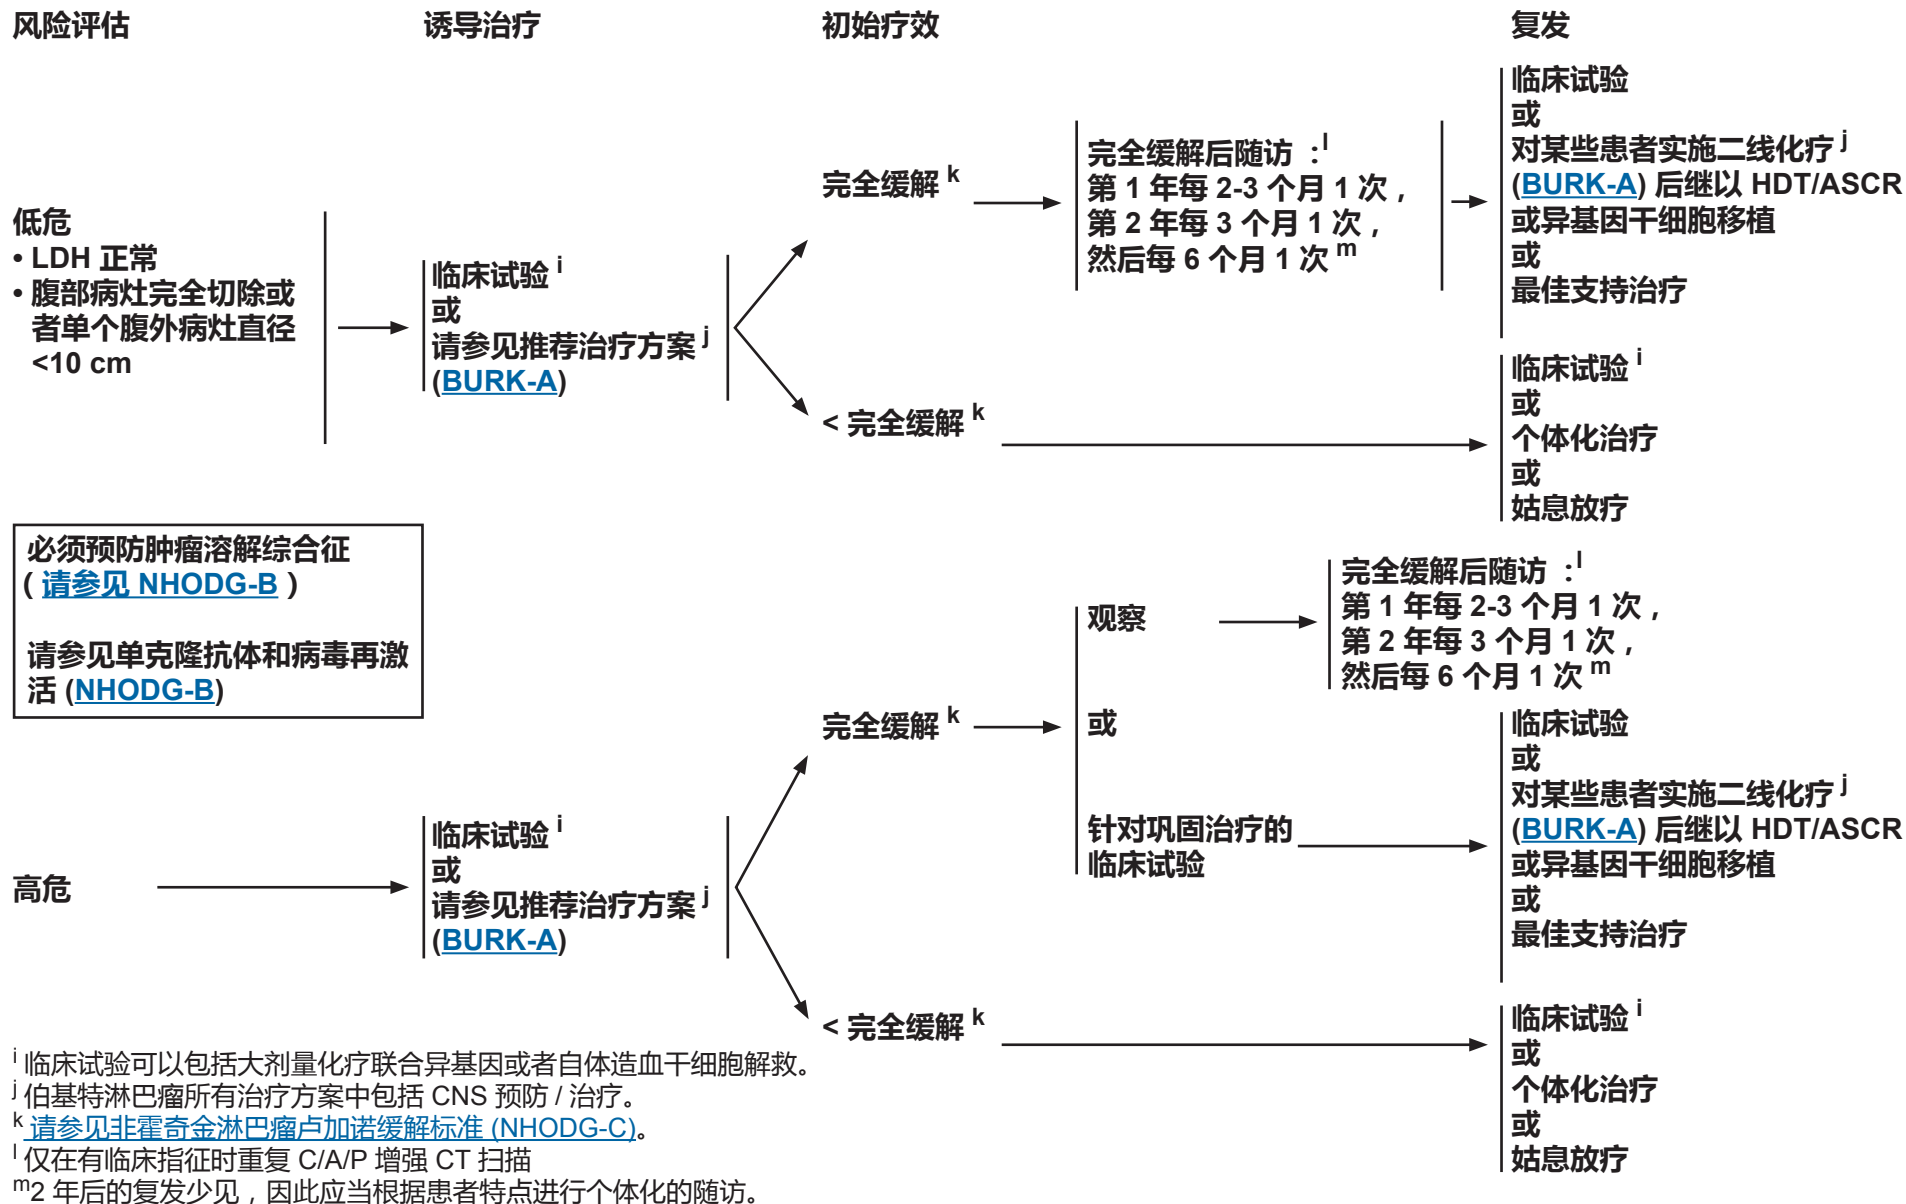 风险评估
诱导治疗
初始疗效
复发
低危
• LDH 正常
• 腹部病灶完全切除或
者单个腹外病灶直径
<10 cm
临床试验 i
或
请参见推荐治疗方案 j
(BURK-A)
完全缓解 k
完全缓解后随访 ：l
第 1 年每 2-3 个月 1 次，
第 2 年每 3 个月 1 次，
然后每 6 个月 1 次 m
临床试验
或
对某些患者实施二线化疗 j
(BURK-A) 后继以 HDT/ASCR
或异基因干细胞移植
或
最佳支持治疗
< 完全缓解 k
临床试验 i
或
个体化治疗
或
姑息放疗
必须预防肿瘤溶解综合征
( 请参见 NHODG-B )
请参见单克隆抗体和病毒再激
活 (NHODG-B)
高危
临床试验 i
或
请参见推荐治疗方案 j
(BURK-A)
完全缓解 k
观察
或
针对巩固治疗的
临床试验
完全缓解后随访 ：l
第 1 年每 2-3 个月 1 次，
第 2 年每 3 个月 1 次，
然后每 6 个月 1 次 m
临床试验
或
对某些患者实施二线化疗 j
(BURK-A) 后继以 HDT/ASCR
或异基因干细胞移植
或
最佳支持治疗
< 完全缓解 k
临床试验 i
或
个体化治疗
或
姑息放疗
i 临床试验可以包括大剂量化疗联合异基因或者自体造血干细胞解救。
j 伯基特淋巴瘤所有治疗方案中包括 CNS 预防 / 治疗。
k 请参见非霍奇金淋巴瘤卢加诺缓解标准 (NHODG-C)。
l 仅在有临床指征时重复 C/A/P 增强 CT 扫描
m2 年后的复发少见，因此应当根据患者特点进行个体化的随访。